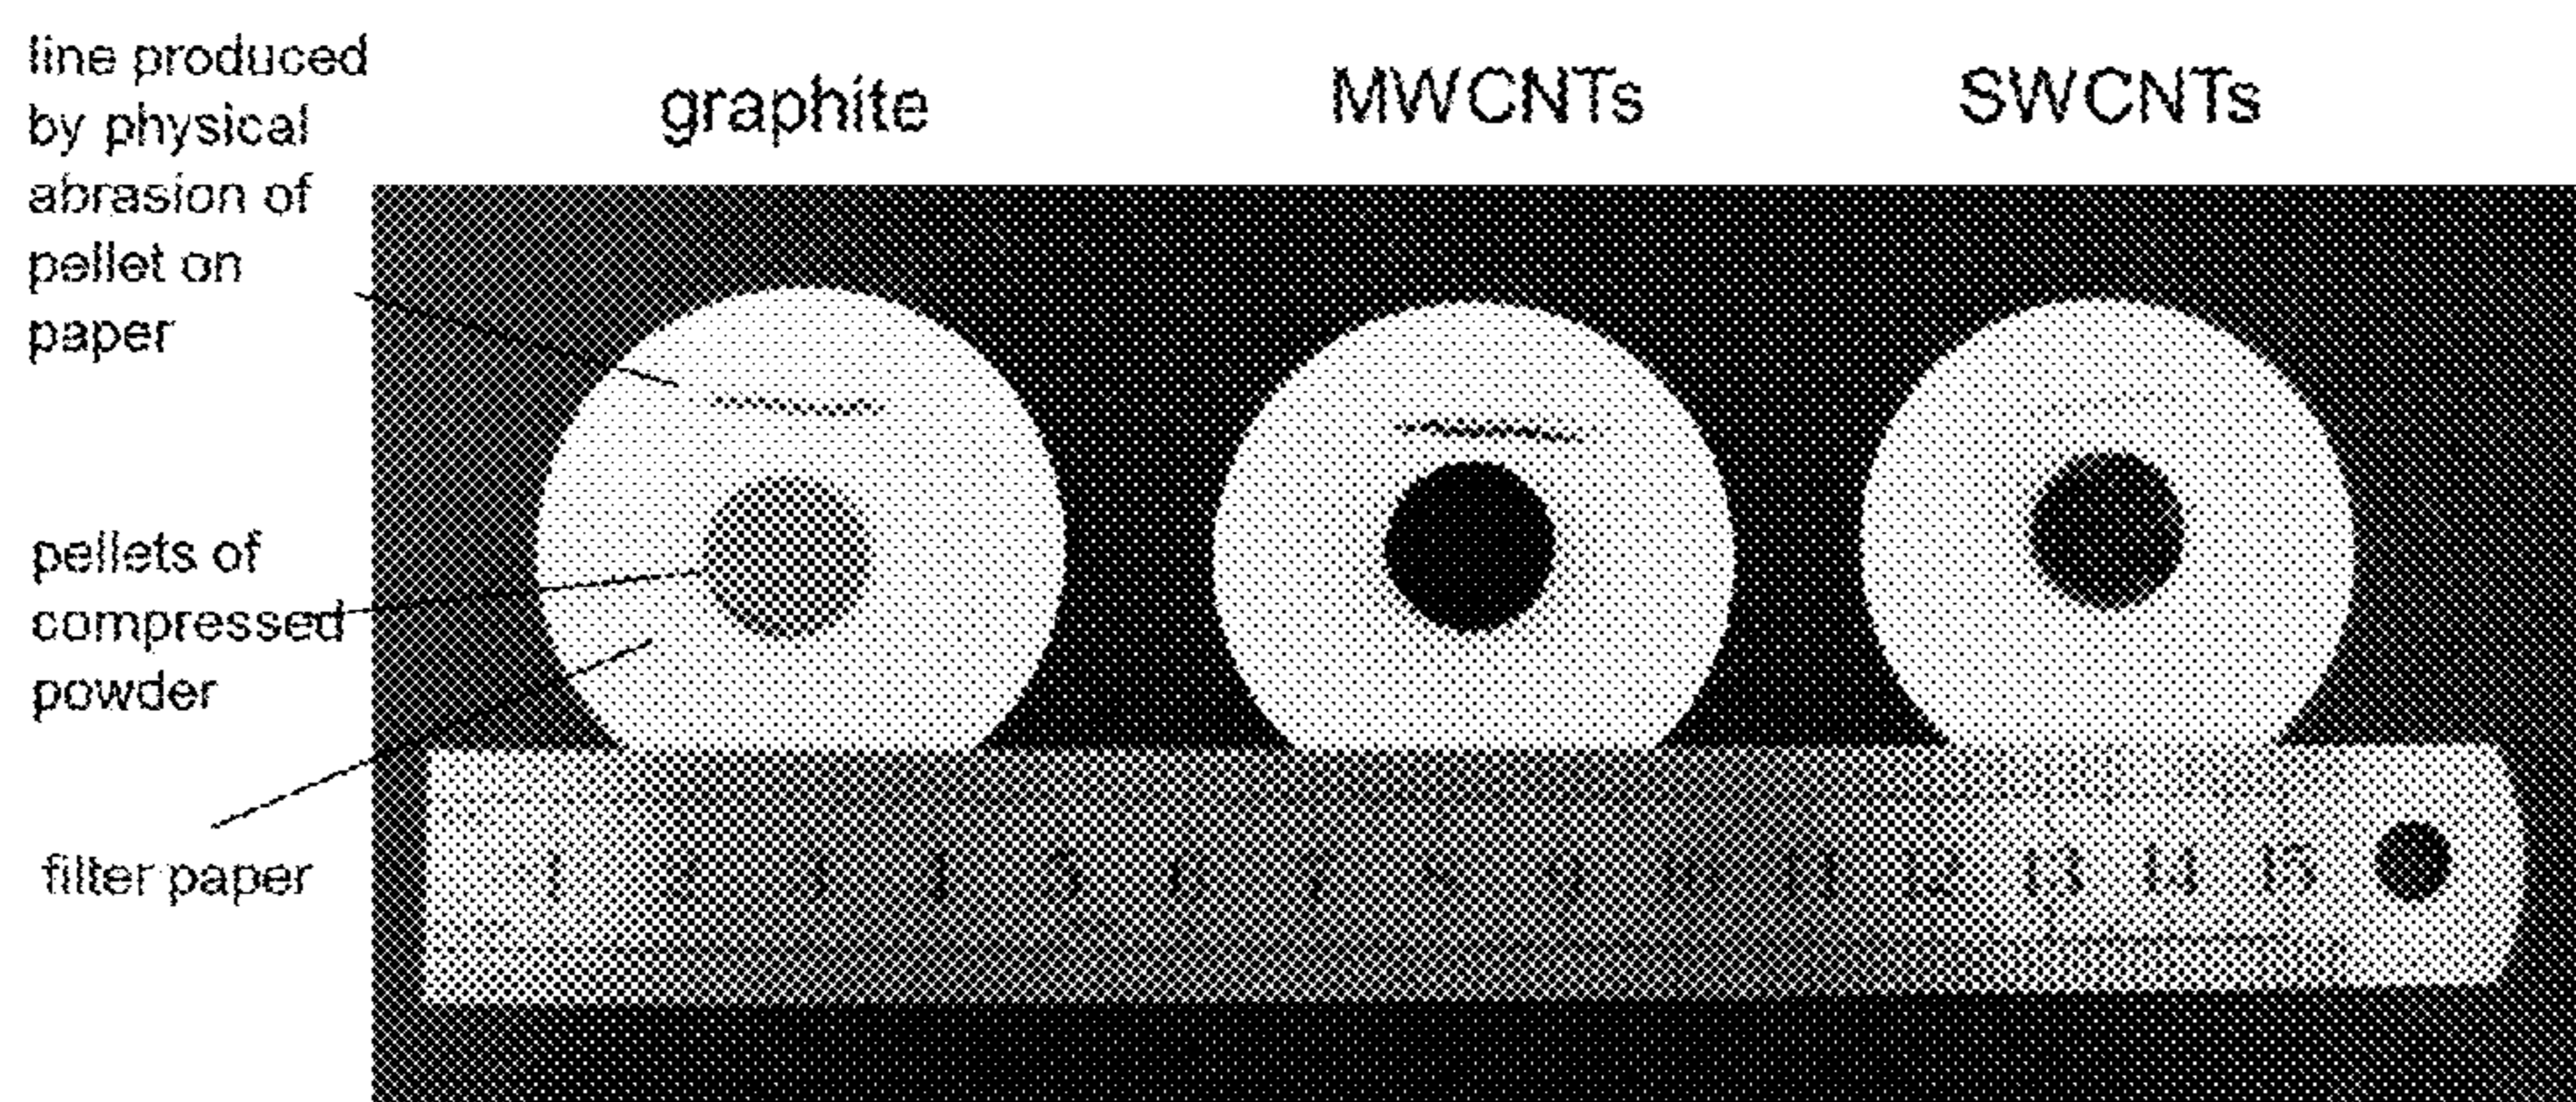 line produced
by physical
abrasion of
pellet on
paper
graphite
MWCNTs
SWCNTs
pellets of
compressed
powder
filter paper
1 2 3 4 5 6 7 8 9 10 11 12 13 14 15